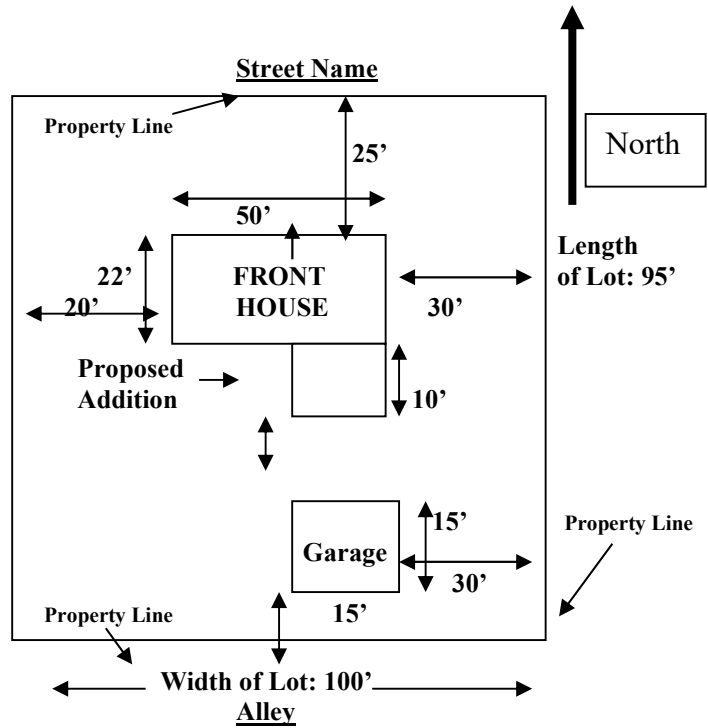 Street Name
Property Line
25’
North
50’
22’
FRONT
HOUSE
Length
of Lot: 95’
20’
30’
Proposed
Addition
10’
15’
Property Line
Garage
30’
15’
Property Line
Width of Lot: 100’
Alley